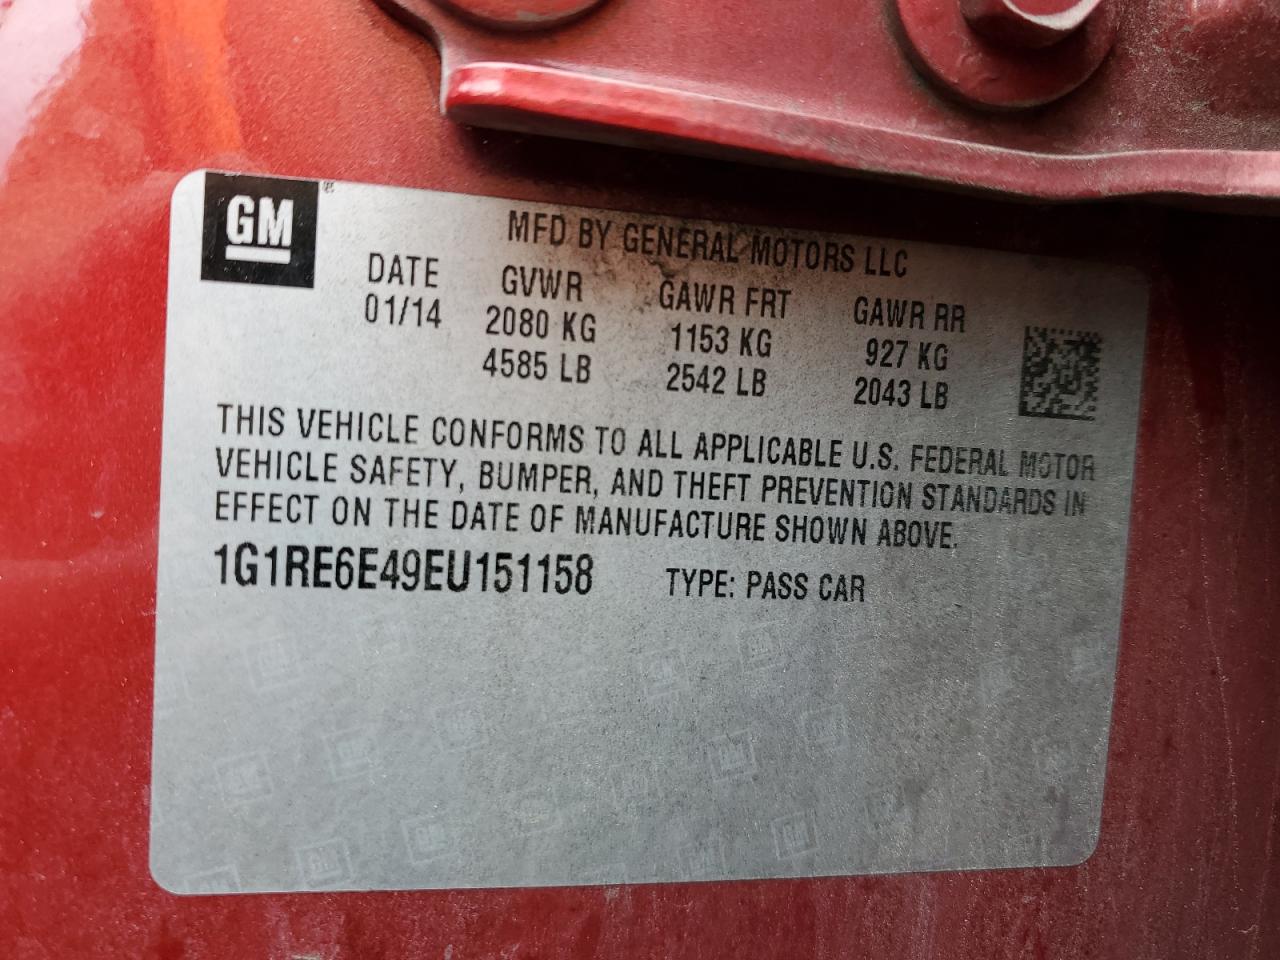 GM
MFD BY GENERAL MOTORS LLC
DATE GVWR GAWR FRT GAWR RR
01/14 2080 KG 1153 KG 927 KG
4585 LB 2542 LB 2043 LB
THIS VEHICLE CONFORMS TO ALL APPLICABLE U.S. FEDERAL MOTOR
VEHICLE SAFETY, BUMPER, AND THEFT PREVENTION STANDARDS IN
EFFECT ON THE DATE OF MANUFACTURE SHOWN ABOVE.
1G1RE6E49EU151158 TYPE: PASS CAR